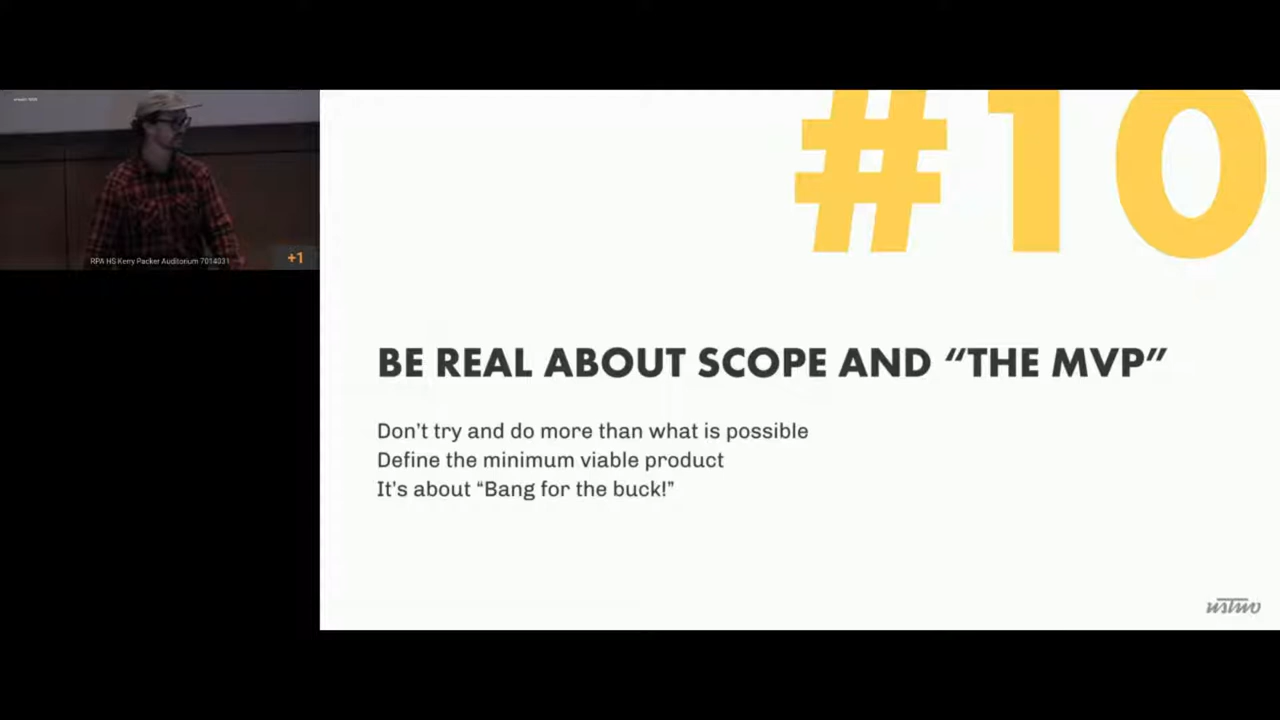 RPA HS Kerry Packer Auditorium 7014031
+1
#10
BE REAL ABOUT SCOPE AND “THE MVP”
Don’t try and do more than what is possible
Define the minimum viable product
It's about “Bang for the buck!”
ustwo